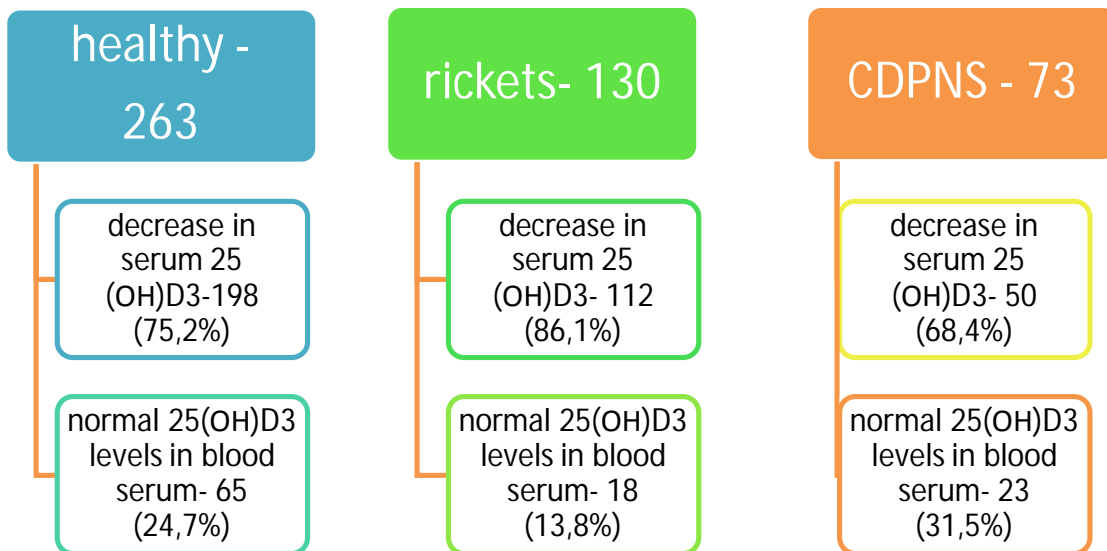 healthy -
263
decrease in
serum 25
(OH)D3-198
(75,2%)
normal 25(OH)D3
levels in blood
serum- 65
(24,7%)
rickets- 130
decrease in
serum 25
(OH)D3- 112
(86,1%)
normal 25(OH)D3
levels in blood
serum- 18
(13,8%)
CDPNS - 73
decrease in
serum 25
(OH)D3- 50
(68,4%)
normal 25(OH)D3
levels in blood
serum- 23
(31,5%)